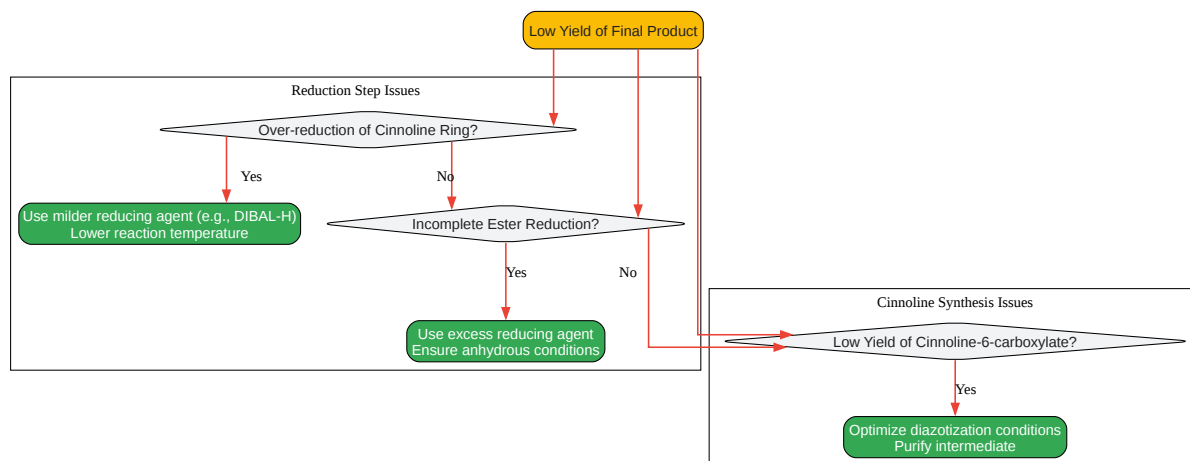 Low Yield of Final Product
Reduction Step Issues
Over-reduction of Cinnoline Ring?
Yes
No
Use milder reducing agent (e.g., DIBAL-H)
Lower reaction temperature
Incomplete Ester Reduction?
Yes
No
Use excess reducing agent
Ensure anhydrous conditions
Cinnoline Synthesis Issues
Low Yield of Cinnoline-6-carboxylate?
Yes
Optimize diazotization conditions
Purify intermediate